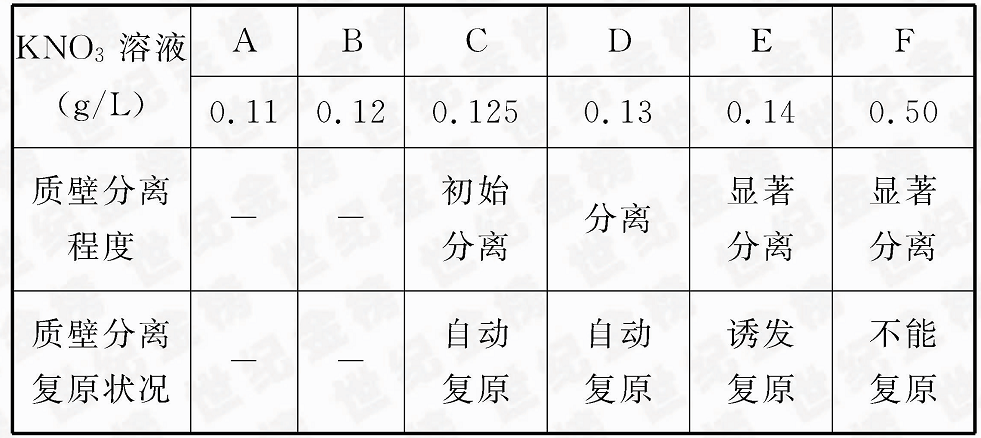 KNO₃ 溶液
(g/L)
A B C D E F
0.11 0.12 0.125 0.13 0.14 0.50
质壁分离
程度
— — 初始
分离 分离 显著
分离 显著
分离
质壁分离
复原状况
— — 自动
复原 自动
复原 诱发
复原 不能
复原